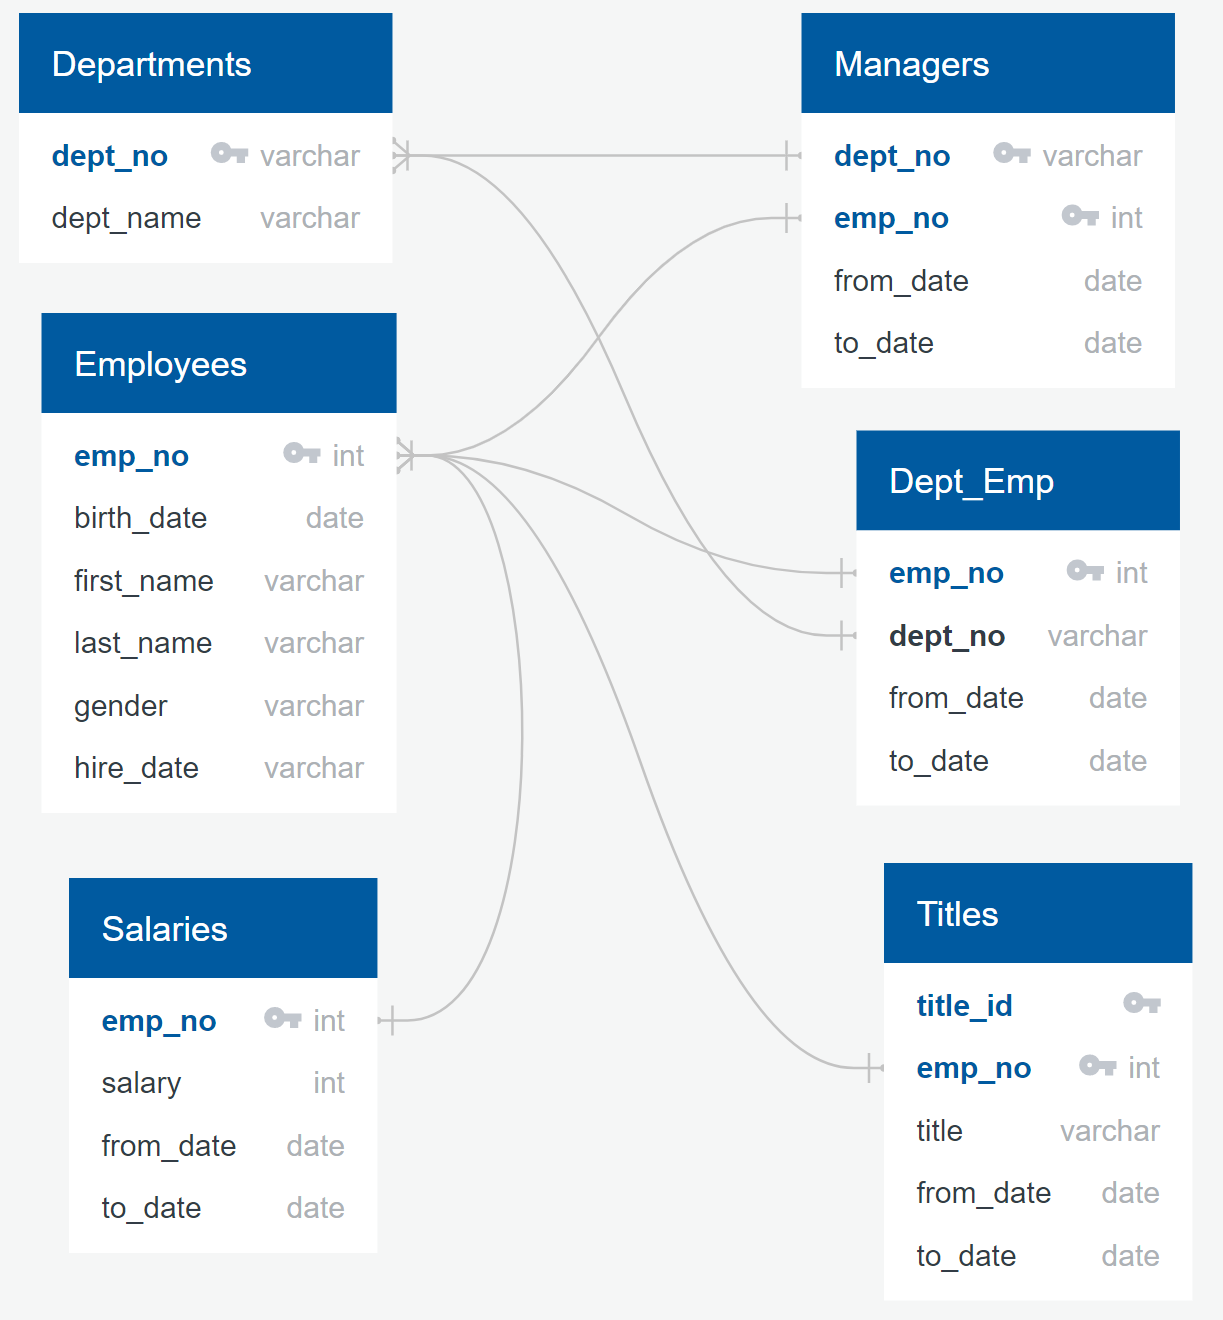 Departments
dept_no varchar
dept_name varchar
Employees
emp_no int
birth_date date
first_name varchar
last_name varchar
gender varchar
hire_date varchar
Salaries
emp_no int
salary int
from_date date
to_date date
Managers
dept_no varchar
emp_no int
from_date date
to_date date
Dept_Emp
emp_no int
dept_no varchar
from_date date
to_date date
Titles
title_id
emp_no int
title varchar
from_date date
to_date date